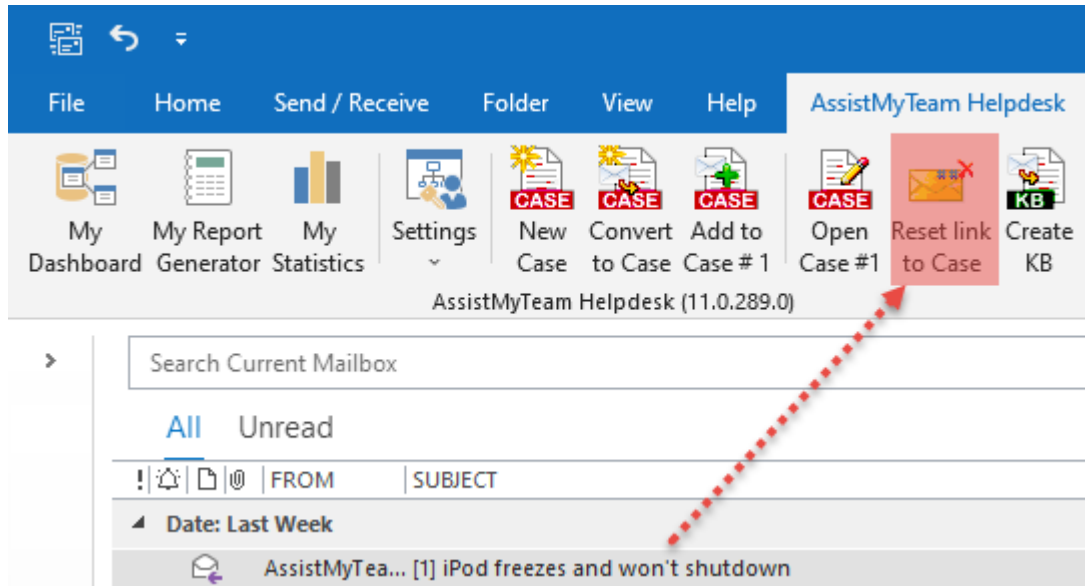 File Home Send / Receive Folder View Help AssistMyTeam Helpdesk
CASE CASE CASE CASE KB
My My Report My Settings New Convert Add to Open Reset link Create
Dashboard Generator Statistics Case to Case Case # 1 Case #1 to Case KB
AssistMyTeam Helpdesk (11.0.289.0)
Search Current Mailbox
All Unread
! FROM SUBJECT
Date: Last Week
AssistMyTea... [1] iPod freezes and won't shutdown